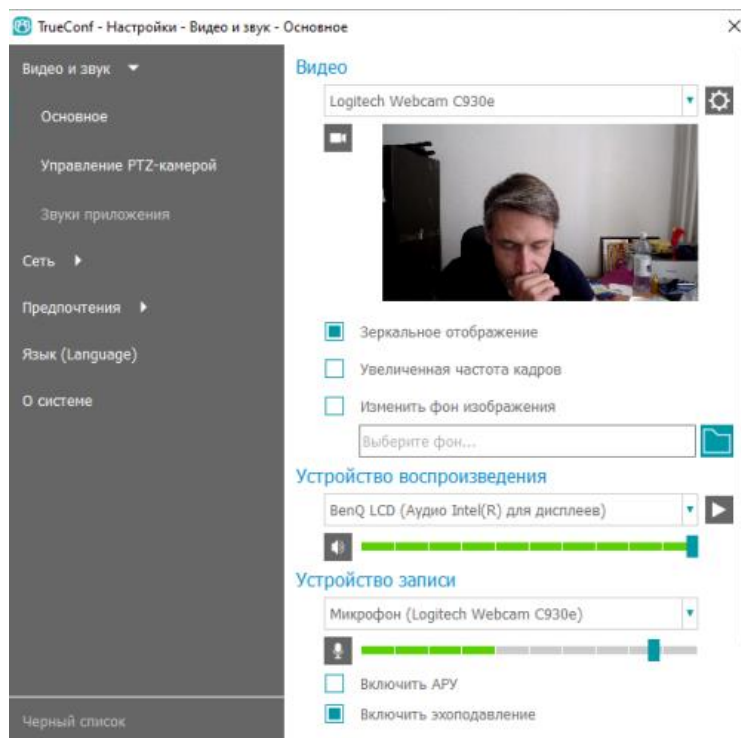 TrueConf - Настройки - Видео и звук - Основное
Видео и звук
Основное
Управление PTZ-камерой
Звуки приложения
Сеть
Предпочтения
Язык (Language)
О системе
Черный список
Видео
Logitech Webcam C930e
Зеркальное отображение
Увеличенная частота кадров
Изменить фон изображения
Выберите фон...
Устройство воспроизведения
BenQ LCD (Аудио Intel(R) для дисплеев)
Устройство записи
Микрофон (Logitech Webcam C930e)
Включить АРУ
Включить эхоподавление